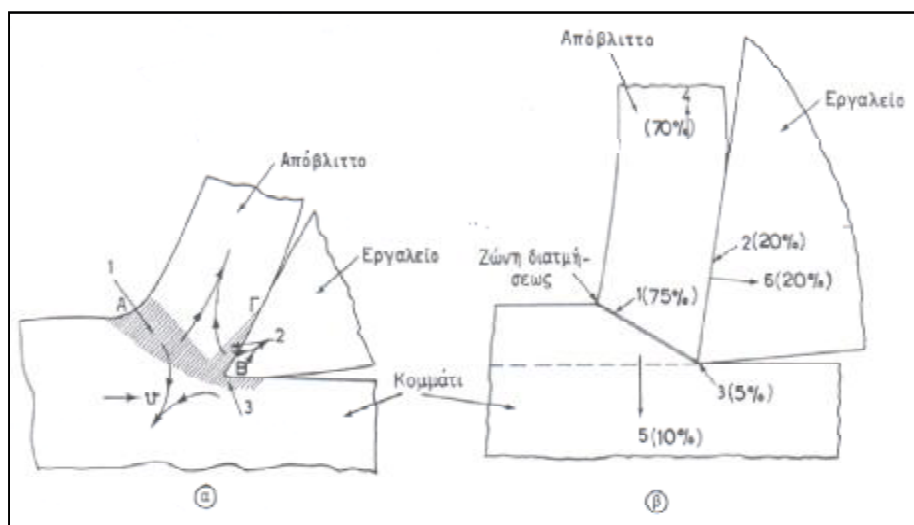 Απόβλιττο
Εργαλείο
1
Α
Γ
2
Β
3
υ
Κομμάτι
α
Απόβλιττο
4
(70%)
Εργαλείο
Ζώνη διατμή-
σεως
1(75%)
2(20%)
6(20%)
3(5%)
5(10%)
β